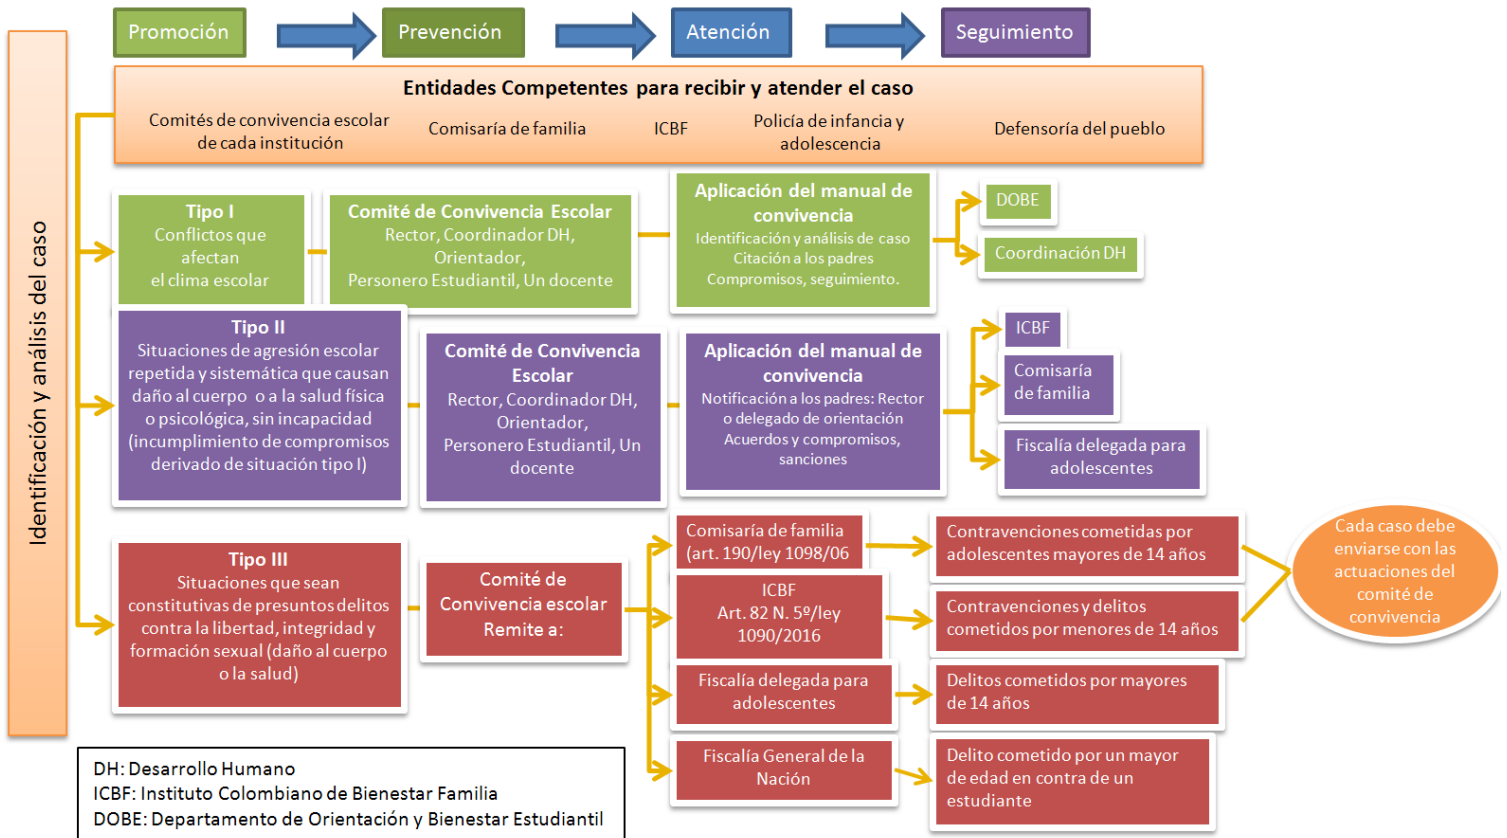 Promoción
Prevención
Atención
Seguimiento
Identificación y análisis del caso
Entidades Competentes para recibir y atender el caso
Comités de convivencia escolar
de cada institución
Comisaría de familia
ICBF
Policía de infancia y
adolescencia
Defensoría del pueblo
Tipo I
Conflictos que
afectan
el clima escolar
Comité de Convivencia Escolar
Rector, Coordinador DH,
Orientador,
Personero Estudiantil, Un docente
Aplicación del manual de
convivencia
Identificación y análisis de caso
Citación a los padres
Compromisos, seguimiento.
DOBE
Coordinación DH
Tipo II
Situaciones de agresión escolar
repetida y sistemática que causan
daño al cuerpo o a la salud física
o psicológica, sin incapacidad
(incumplimiento de compromisos
derivado de situación tipo I)
Comité de Convivencia
Escolar
Rector, Coordinador DH,
Orientador,
Personero Estudiantil, Un
docente
Aplicación del manual de
convivencia
Notificación a los padres: Rector
o delegado de orientación
Acuerdos y compromisos,
sanciones
ICBF
Comisaría
de familia
Fiscalía delegada para
adolescentes
Tipo III
Situaciones que sean
constitutivas de presuntos delitos
contra la libertad, integridad y
formación sexual (daño al cuerpo
o la salud)
Comité de
Convivencia escolar
Remite a:
Comisaría de familia
(art. 190/ley 1098/06
ICBF
Art. 82 N. 5º/ley
1090/2016
Fiscalía delegada para
adolescentes
Fiscalía General de la
Nación
Contravenciones cometidas por
adolescentes mayores de 14 años
Contravenciones y delitos
cometidos por menores de 14 años
Delitos cometidos por mayores
de 14 años
Delito cometido por un mayor
de edad en contra de un
estudiante
Cada caso debe
enviarse con las
actuaciones del
comité de
convivencia
DH: Desarrollo Humano
ICBF: Instituto Colombiano de Bienestar Familia
DOBE: Departamento de Orientación y Bienestar Estudiantil